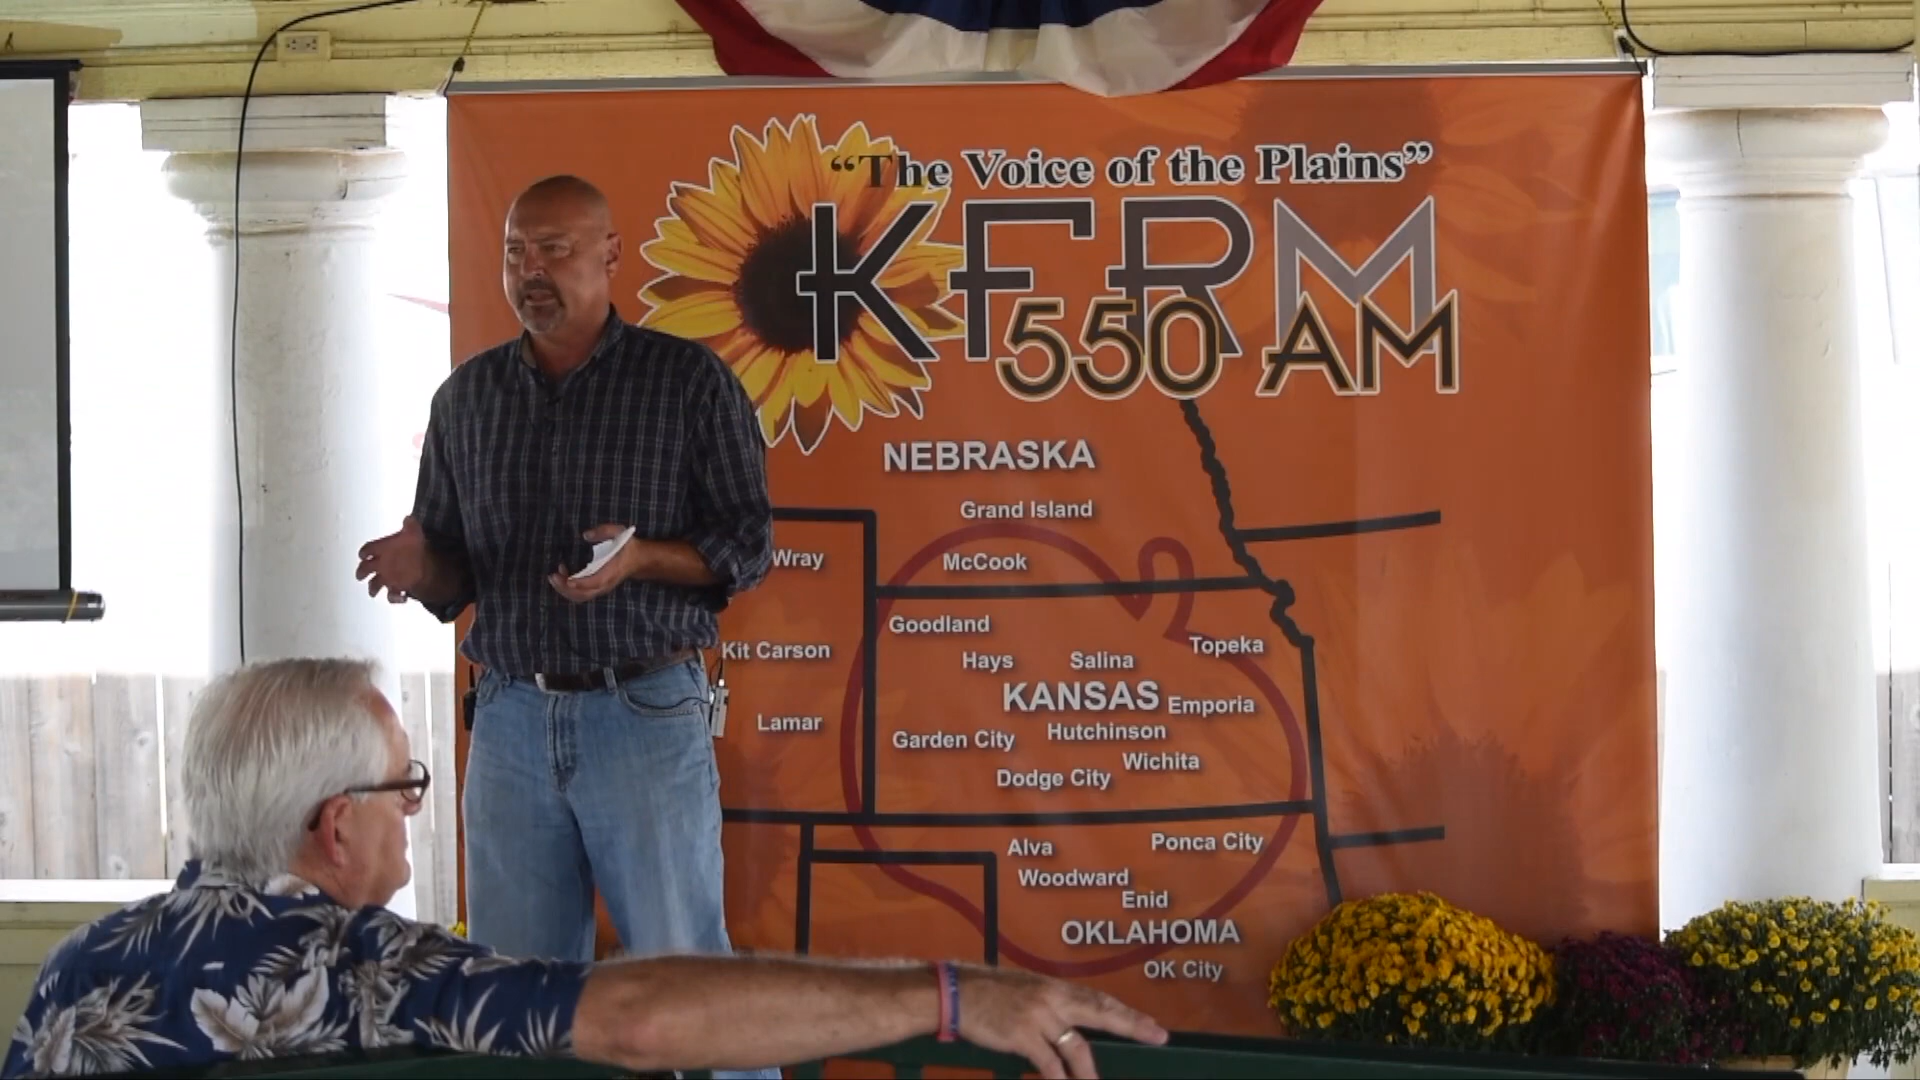 “The Voice of the Plains”
KFRM
550 AM
NEBRASKA
Grand Island
Wray
McCook
Goodland
Kit Carson
Hays
Salina
Topeka
KANSAS
Emporia
Lamar
Garden City
Hutchinson
Dodge City
Wichita
Alva
Ponca City
Woodward
Enid
OKLAHOMA
OK City